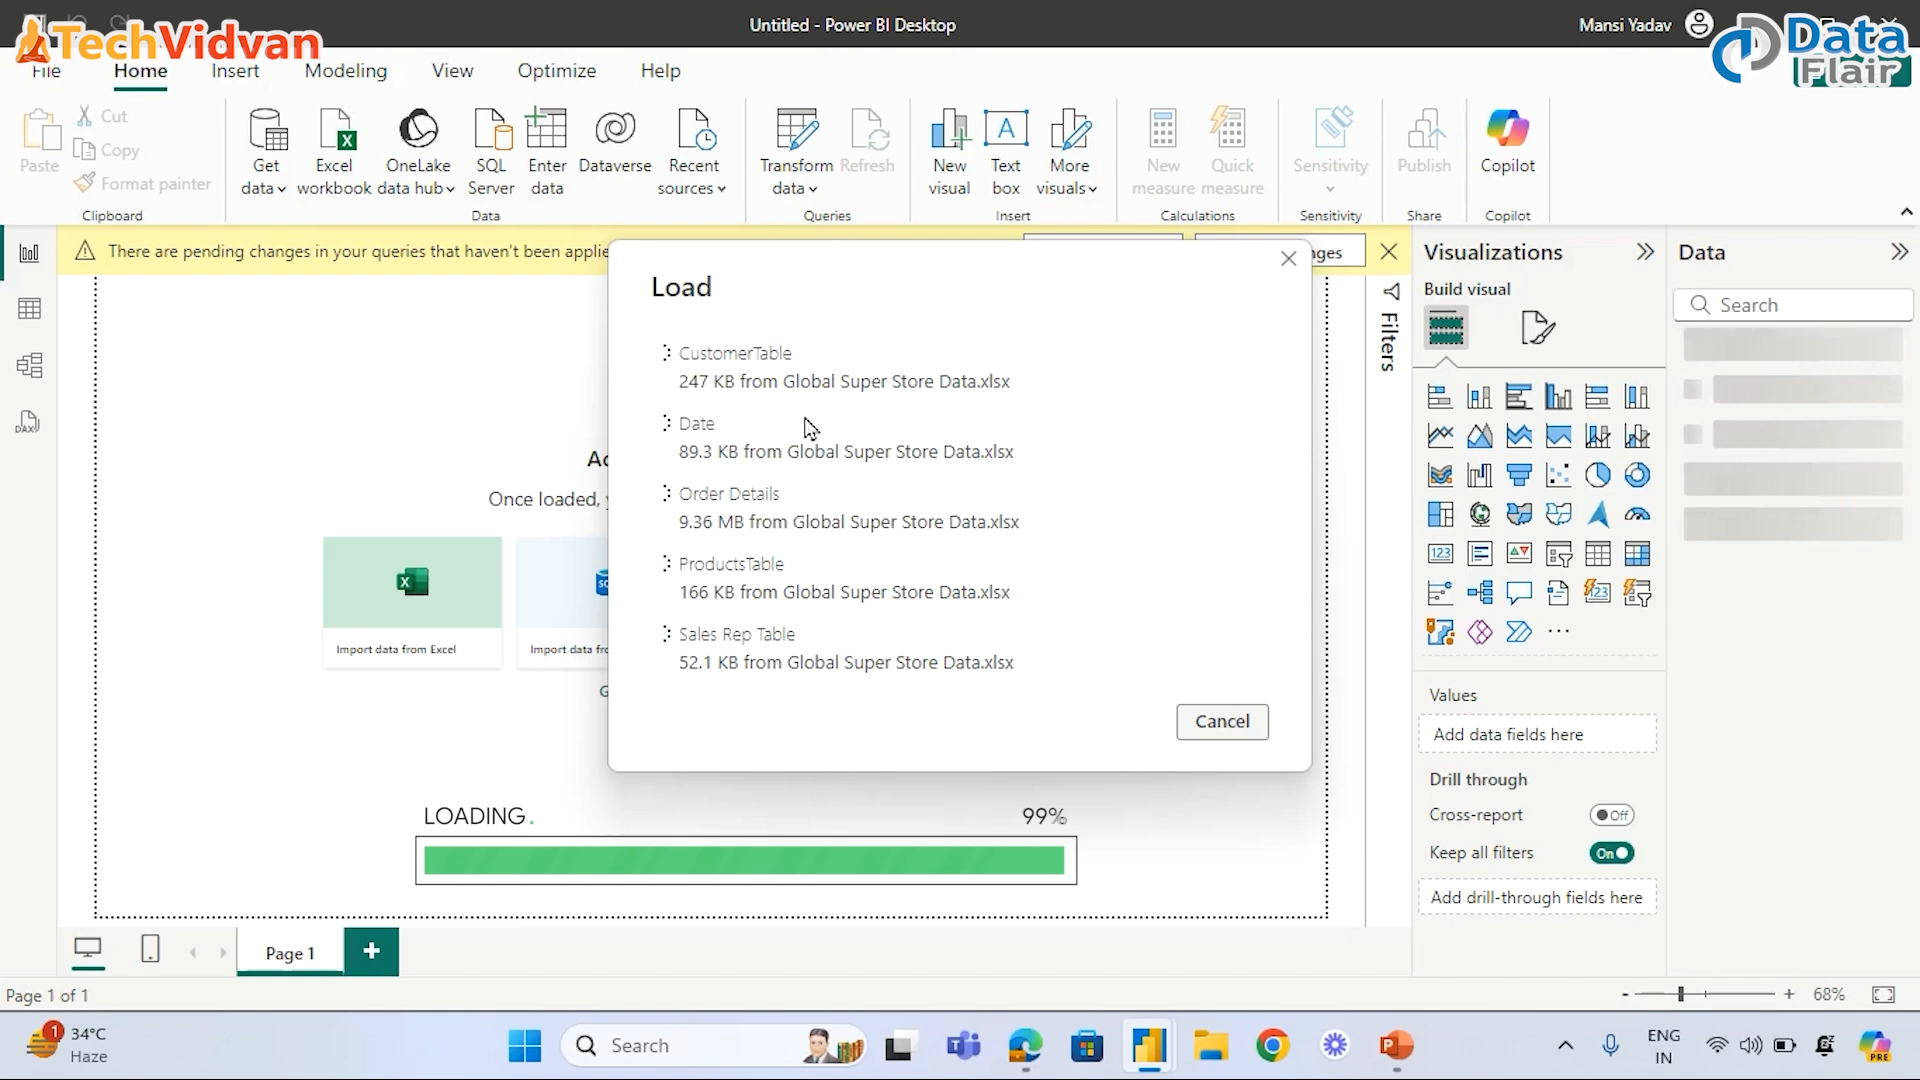 TechVidvan
Untitled - Power BI Desktop
Mansi Yadav
Data
Flair
File
Home
Insert
Modeling
View
Optimize
Help
Paste
Cut
Copy
Format painter
Clipboard
Get
data
Excel
workbook
OneLake
data hub
SQL
Server
Enter
data
Dataverse
Recent
sources
Data
Transform
data
Refresh
Queries
New
visual
Text
box
More
visuals
Insert
New
measure
Quick
measure
Calculations
Sensitivity
Sensitivity
Publish
Share
Copilot
Copilot
There are pending changes in your queries that haven't been applie
nges
Load
CustomerTable
247 KB from Global Super Store Data.xlsx
Date
89.3 KB from Global Super Store Data.xlsx
Order Details
9.36 MB from Global Super Store Data.xlsx
ProductsTable
166 KB from Global Super Store Data.xlsx
Sales Rep Table
52.1 KB from Global Super Store Data.xlsx
Cancel
Once loaded,
Import data from Excel
Import data fr
LOADING.
99%
Filters
Visualizations
Build visual
Values
Add data fields here
Drill through
Cross-report
Off
Keep all filters
On
Add drill-through fields here
Data
Search
DAX
Page 1
Page 1 of 1
- + 68%
1
34°C
Haze
Search
ENG
IN
PRE